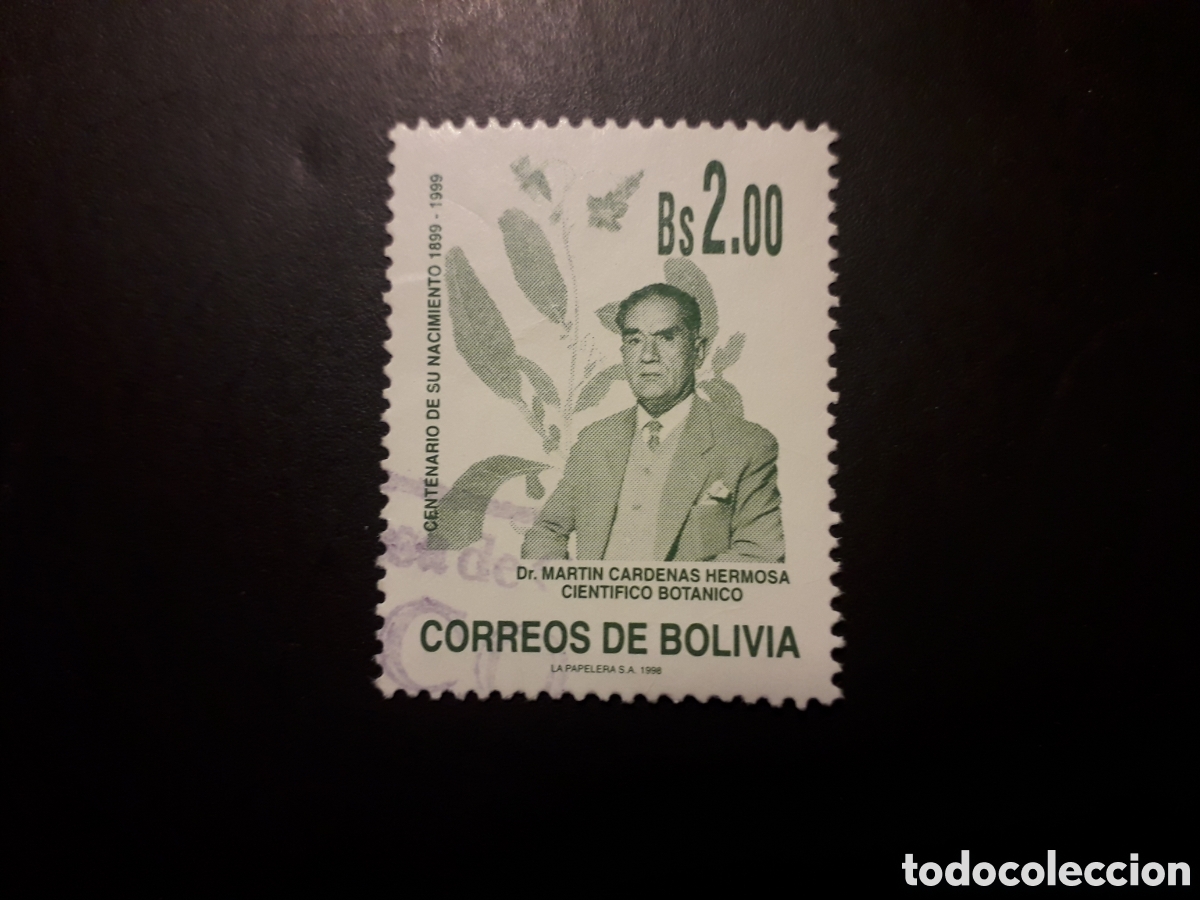 Bs 2.00
CENTENARIO DE SU NACIMIENTO 1899 - 1999
Dr. MARTIN CARDENAS HERMOSA
CIENTIFICO BOTANICO
CORREOS DE BOLIVIA
LA PAPELERA S.A. 1998
todocoleccion